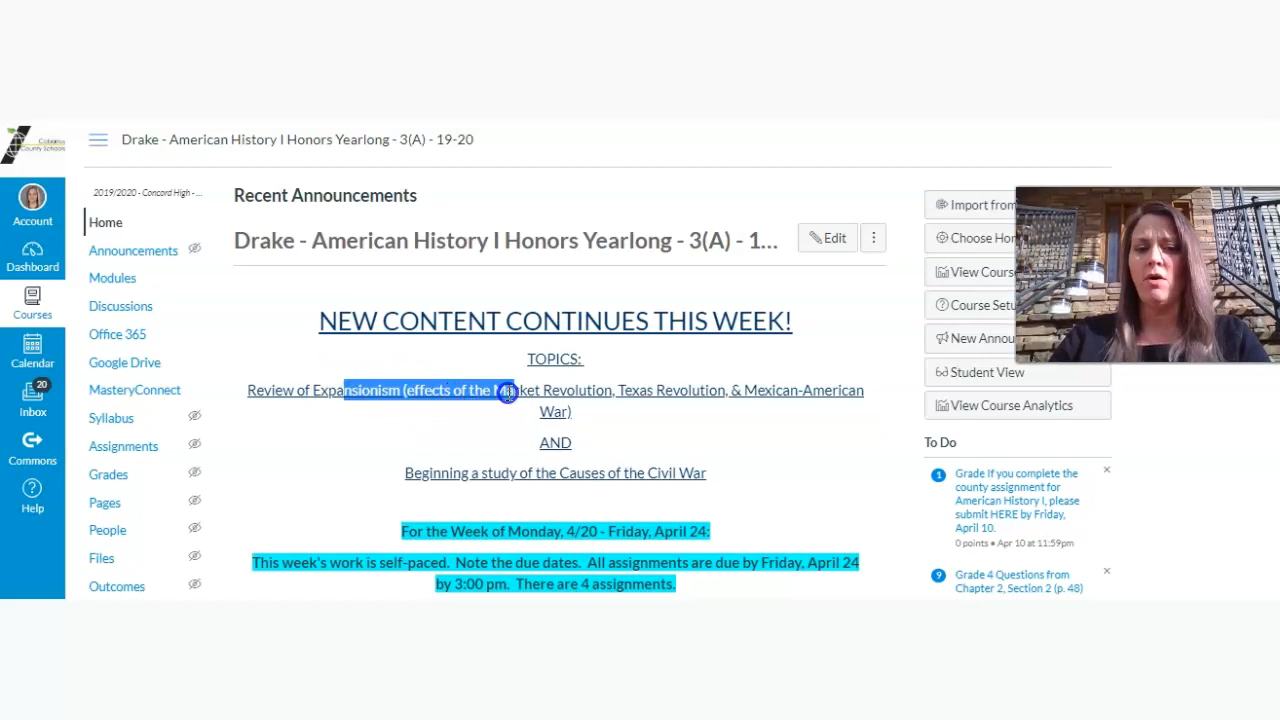 Cabarrus
County Schools
Drake - American History I Honors Yearlong - 3(A) - 19-20
Account
Dashboard
Courses
Calendar
20
Inbox
Commons
Help
2019/2020 - Concord High - ...
Home
Announcements
Modules
Discussions
Office 365
Google Drive
MasteryConnect
Syllabus
Assignments
Grades
Pages
People
Files
Outcomes
Recent Announcements
Drake - American History I Honors Yearlong - 3(A) - 1...
Edit
NEW CONTENT CONTINUES THIS WEEK!
TOPICS:
Review of Expansionism (effects of the Market Revolution, Texas Revolution, & Mexican-American
War)
AND
Beginning a study of the Causes of the Civil War
For the Week of Monday, 4/20 - Friday, April 24:
This week's work is self-paced. Note the due dates. All assignments are due by Friday, April 24
by 3:00 pm. There are 4 assignments.
Import from
Choose Hom
View Cours
Course Setu
New Annou
Student View
View Course Analytics
To Do
1
Grade If you complete the
county assignment for
American History I, please
submit HERE by Friday,
April 10.
0 points • Apr 10 at 11:59pm
9
Grade 4 Questions from
Chapter 2, Section 2 (p. 48)